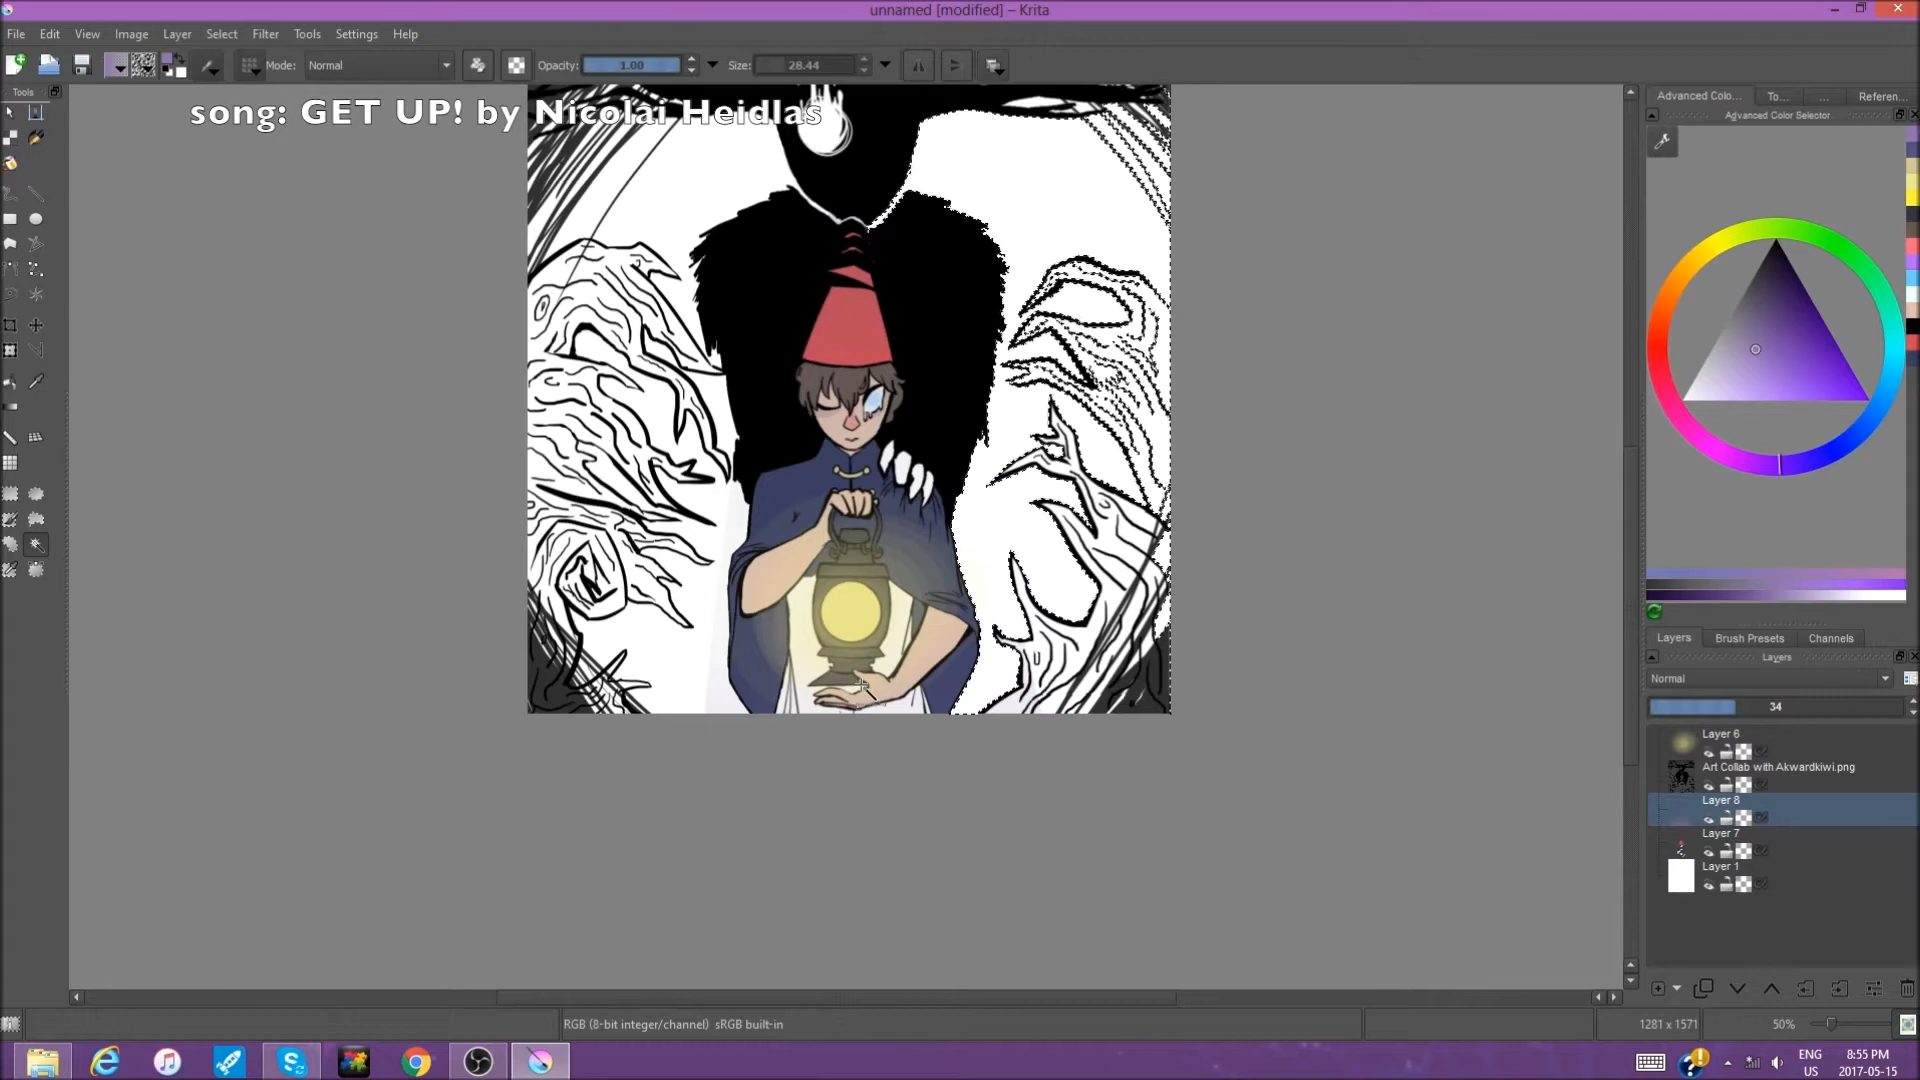 unnamed [modified] – Krita
File Edit View Image Layer Select Filter Tools Settings Help
Mode: Normal Opacity: 1.00 Size: 28.44
Tools
song: GET UP! by Nicolai Heidlas
Advanced Colo... To... ... Referen...
Advanced Color Selector
Layers Brush Presets Channels
Layers
Normal
34
Layer 6
Art Collab with Akwardkiwi.png
Layer 8
Layer 7
Layer 1
RGB (8-bit integer/channel) sRGB built-in 1281 x 1571 50%
ENG 8:55 PM
US 2017-05-15